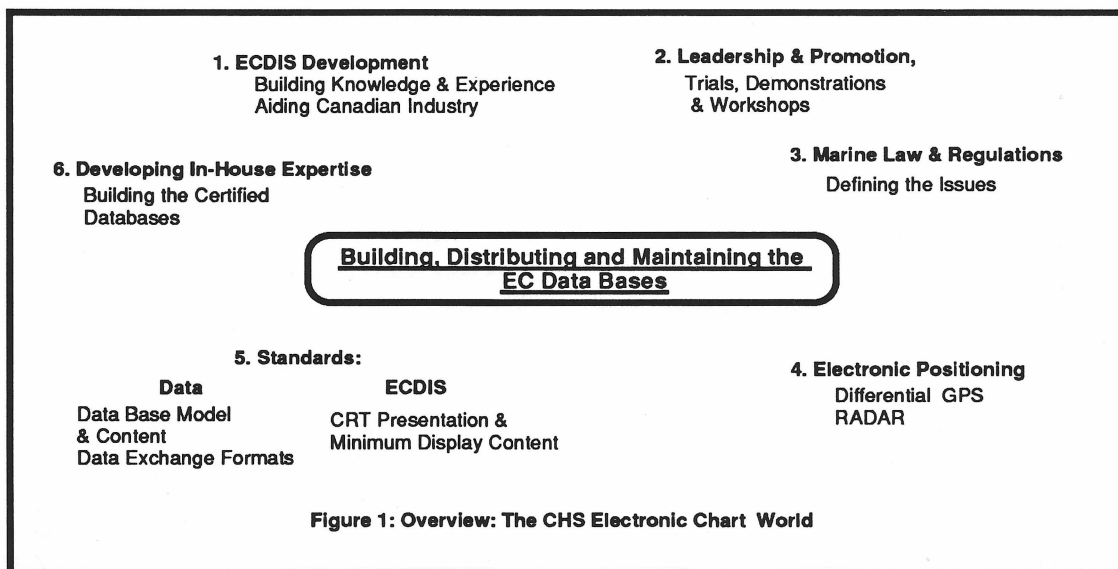 1. ECDIS Development
Building Knowledge & Experience
Aiding Canadian Industry
2. Leadership & Promotion,
Trials, Demonstrations
& Workshops
3. Marine Law & Regulations
Defining the Issues
6. Developing In-House Expertise
Building the Certified
Databases
Building, Distributing and Maintaining the
EC Data Bases
5. Standards:
Data
Data Base Model
& Content
Data Exchange Formats
ECDIS
CRT Presentation &
Minimum Display Content
4. Electronic Positioning
Differential GPS
RADAR
Figure 1: Overview: The CHS Electronic Chart World